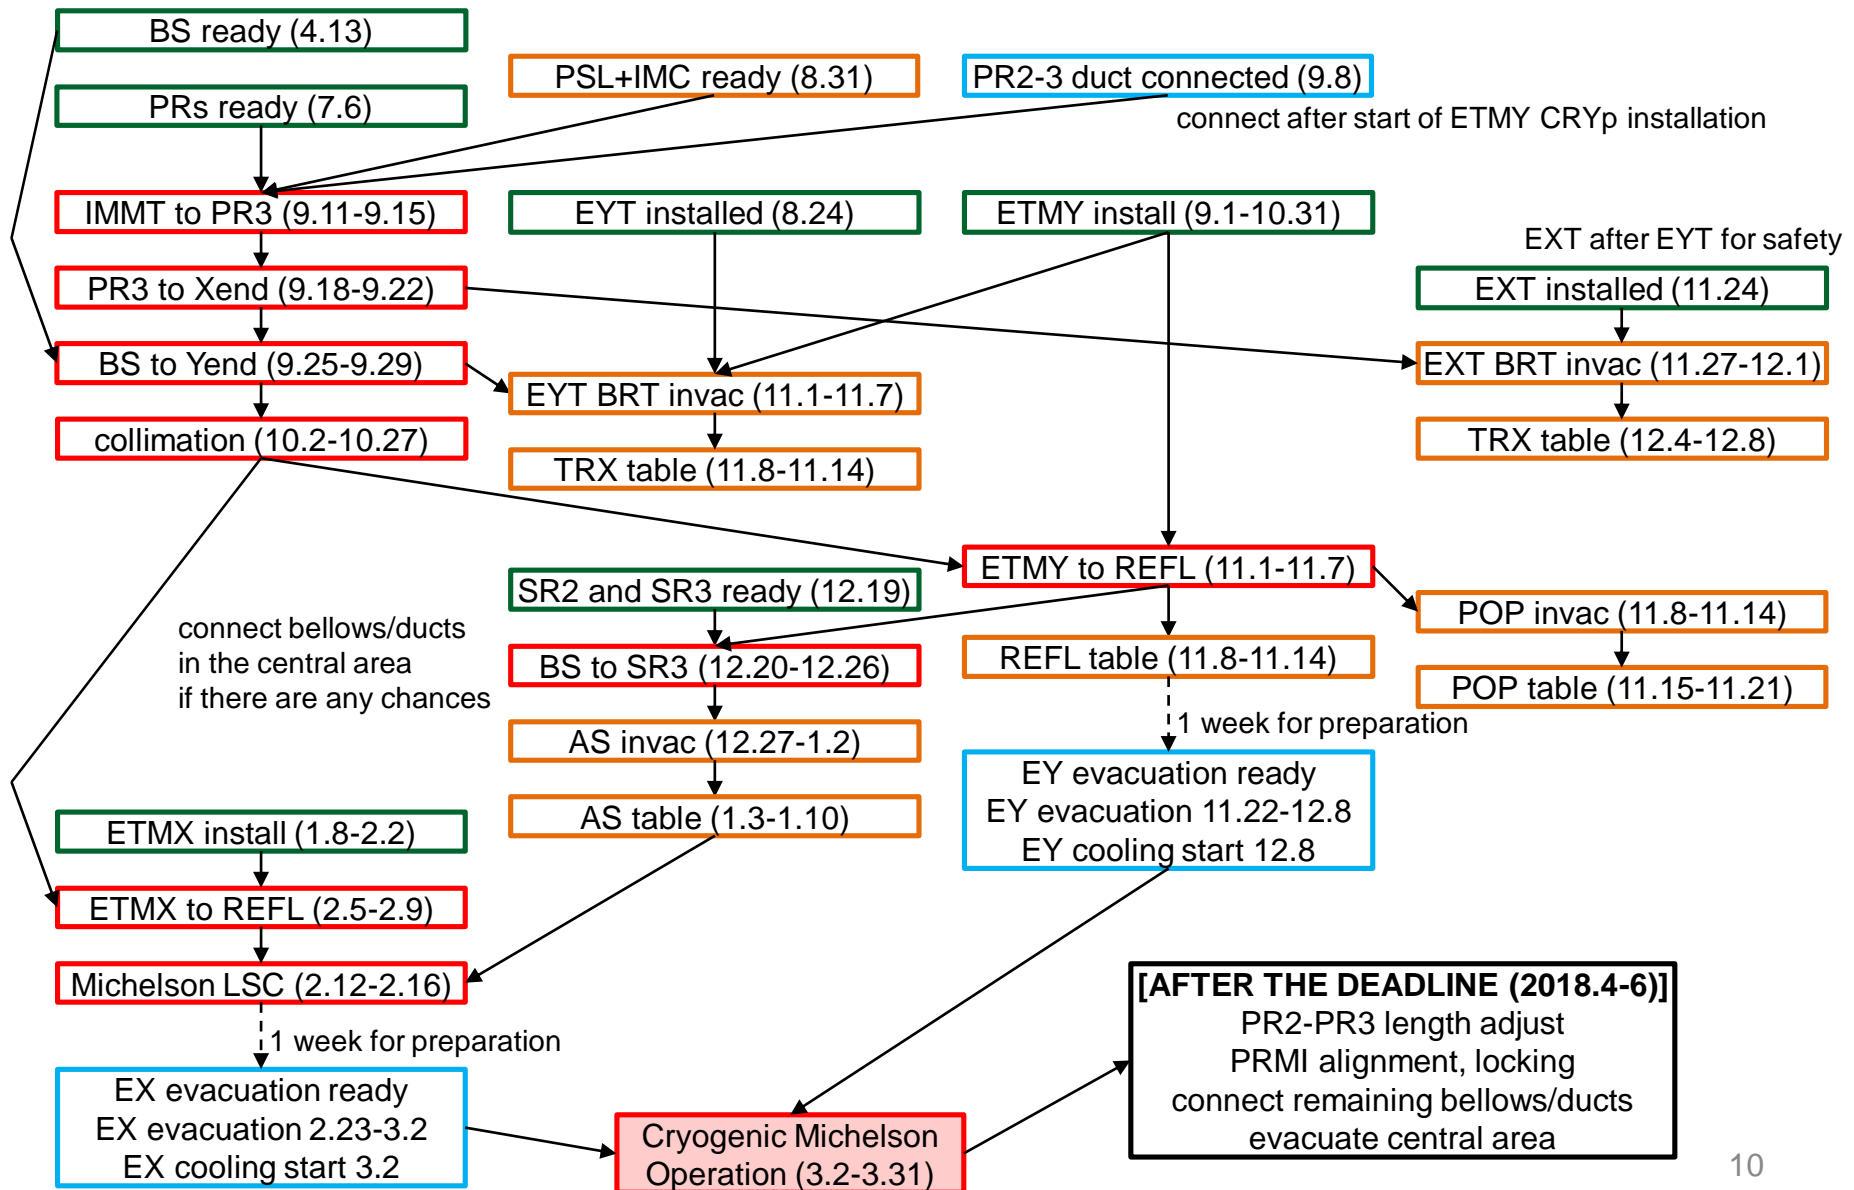 BS ready (4.13)
PSL+IMC ready (8.31)
PR2-3 duct connected (9.8)
PRs ready (7.6)
connect after start of ETMY CRYp installation
IMMT to PR3 (9.11-9.15)
EYT installed (8.24)
ETMY install (9.1-10.31)
EXT after EYT for safety
PR3 to Xend (9.18-9.22)
EXT installed (11.24)
BS to Yend (9.25-9.29)
EXT BRT invac (11.27-12.1)
EYT BRT invac (11.1-11.7)
collimation (10.2-10.27)
TRX table (12.4-12.8)
TRX table (11.8-11.14)
ETMY to REFL (11.1-11.7)
SR2 and SR3 ready (12.19)
POP invac (11.8-11.14)
connect bellows/ducts
in the central area
if there are any chances
BS to SR3 (12.20-12.26)
REFL table (11.8-11.14)
POP table (11.15-11.21)
1 week for preparation
AS invac (12.27-1.2)
EY evacuation ready
EY evacuation 11.22-12.8
EY cooling start 12.8
AS table (1.3-1.10)
ETMX install (1.8-2.2)
ETMX to REFL (2.5-2.9)
Michelson LSC (2.12-2.16)
1 week for preparation
EX evacuation ready
EX evacuation 2.23-3.2
EX cooling start 3.2
Cryogenic Michelson
Operation (3.2-3.31)
[AFTER THE DEADLINE (2018.4-6)]
PR2-PR3 length adjust
PRMI alignment, locking
connect remaining bellows/ducts
evacuate central area
10